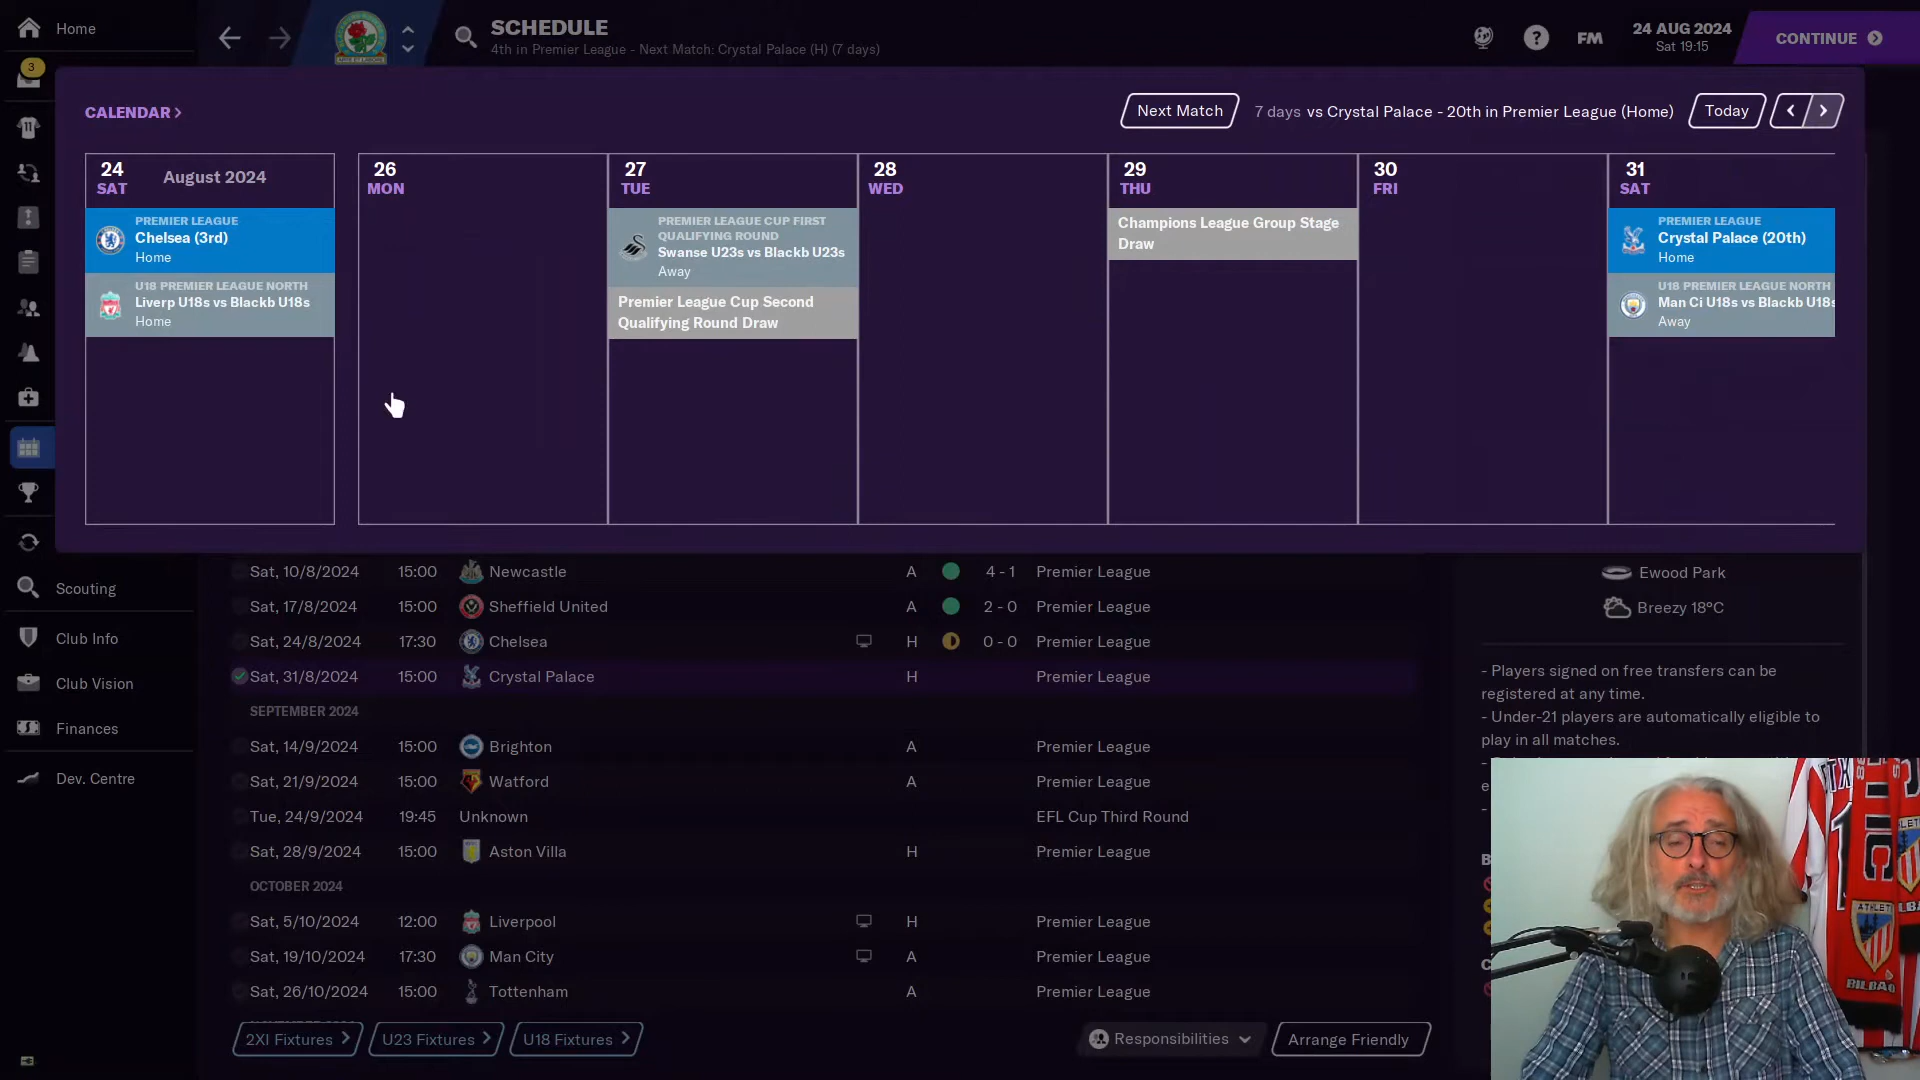 Home
SCHEDULE
4th in Premier League - Next Match: Crystal Palace (H) (7 days)
FM
24 AUG 2024
Sat 19:15
CONTINUE
3
CALENDAR
Next Match
7 days vs Crystal Palace - 20th in Premier League (Home)
Today
24
SAT
August 2024
PREMIER LEAGUE
Chelsea (3rd)
Home
U18 PREMIER LEAGUE NORTH
Liverp U18s vs Blackb U18s
Home
26
MON
27
TUE
PREMIER LEAGUE CUP FIRST
QUALIFYING ROUND
Swanse U23s vs Blackb U23s
Away
Premier League Cup Second
Qualifying Round Draw
28
WED
29
THU
Champions League Group Stage
Draw
30
FRI
31
SAT
PREMIER LEAGUE
Crystal Palace (20th)
Home
U18 PREMIER LEAGUE NORTH
Man Ci U18s vs Blackb U18s
Away
Scouting
Club Info
Club Vision
Finances
Dev. Centre
Sat, 10/8/2024 15:00 Newcastle A 4 - 1 Premier League
Sat, 17/8/2024 15:00 Sheffield United A 2 - 0 Premier League
Sat, 24/8/2024 17:30 Chelsea H 0 - 0 Premier League
Sat, 31/8/2024 15:00 Crystal Palace H Premier League
SEPTEMBER 2024
Sat, 14/9/2024 15:00 Brighton A Premier League
Sat, 21/9/2024 15:00 Watford A Premier League
Tue, 24/9/2024 19:45 Unknown EFL Cup Third Round
Sat, 28/9/2024 15:00 Aston Villa H Premier League
OCTOBER 2024
Sat, 5/10/2024 12:00 Liverpool H Premier League
Sat, 19/10/2024 17:30 Man City A Premier League
Sat, 26/10/2024 15:00 Tottenham A Premier League
2XI Fixtures
U23 Fixtures
U18 Fixtures
Responsibilities
Arrange Friendly
Ewood Park
Breezy 18°C
- Players signed on free transfers can be
registered at any time.
- Under-21 players are automatically eligible to
play in all matches.
BILBAO